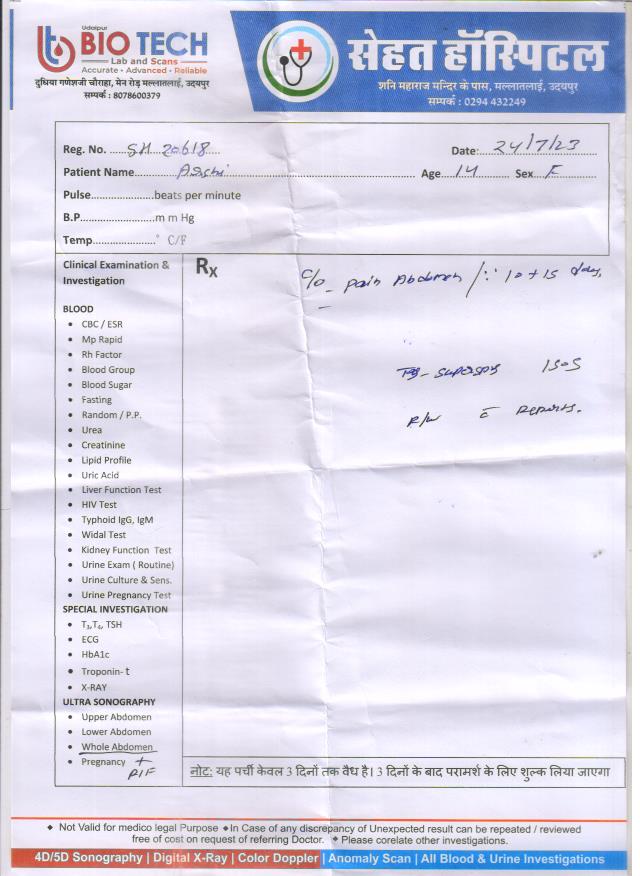 Udaipur
BIO TECH
Lab and Scans
Accurate • Advanced • Reliable
दुधिया गणेशजी चौराहा, मेन रोड़ मल्लातलाई, उदयपुर
सम्पर्क : 8078600379
सेहत हॉस्पिटल
शनि महाराज मन्दिर के पास, मल्लातलाई, उदयपुर
सम्पर्क : 0294 432249
Reg. No. SH 20618 Date: 24/7/23
Patient Name Age 14 Sex F
Pulse beats per minute
B.P. m m Hg
Temp ° C/F
Clinical Examination & Investigation
Rx
C/o - Pain Abdomen / ∵ 10 + 15 days,
BLOOD
• CBC / ESR
• Mp Rapid
• Rh Factor
• Blood Group
• Blood Sugar
• Fasting
• Random / P.P.
• Urea
• Creatinine
• Lipid Profile
• Uric Acid
• Liver Function Test
• HIV Test
• Typhoid IgG, IgM
• Widal Test
• Kidney Function Test
• Urine Exam ( Routine)
• Urine Culture & Sens.
• Urine Pregnancy Test
SOS
R/w c̄ Reports.
SPECIAL INVESTIGATION
• T3,T4, TSH
• ECG
• HbA1c
• Troponin- t
• X-RAY
ULTRA SONOGRAPHY
• Upper Abdomen
• Lower Abdomen
• Whole Abdomen
• Pregnancy +
RIF
नोट: यह पर्ची केवल 3 दिनों तक वैध है। 3 दिनों के बाद परामर्श के लिए शुल्क लिया जाएगा
◆ Not Valid for medico legal Purpose ◆In Case of any discrepancy of Unexpected result can be repeated / reviewed
free of cost on request of referring Doctor. ◆ Please corelate other investigations.
4D/5D Sonography | Digital X-Ray | Color Doppler | Anomaly Scan | All Blood & Urine Investigations